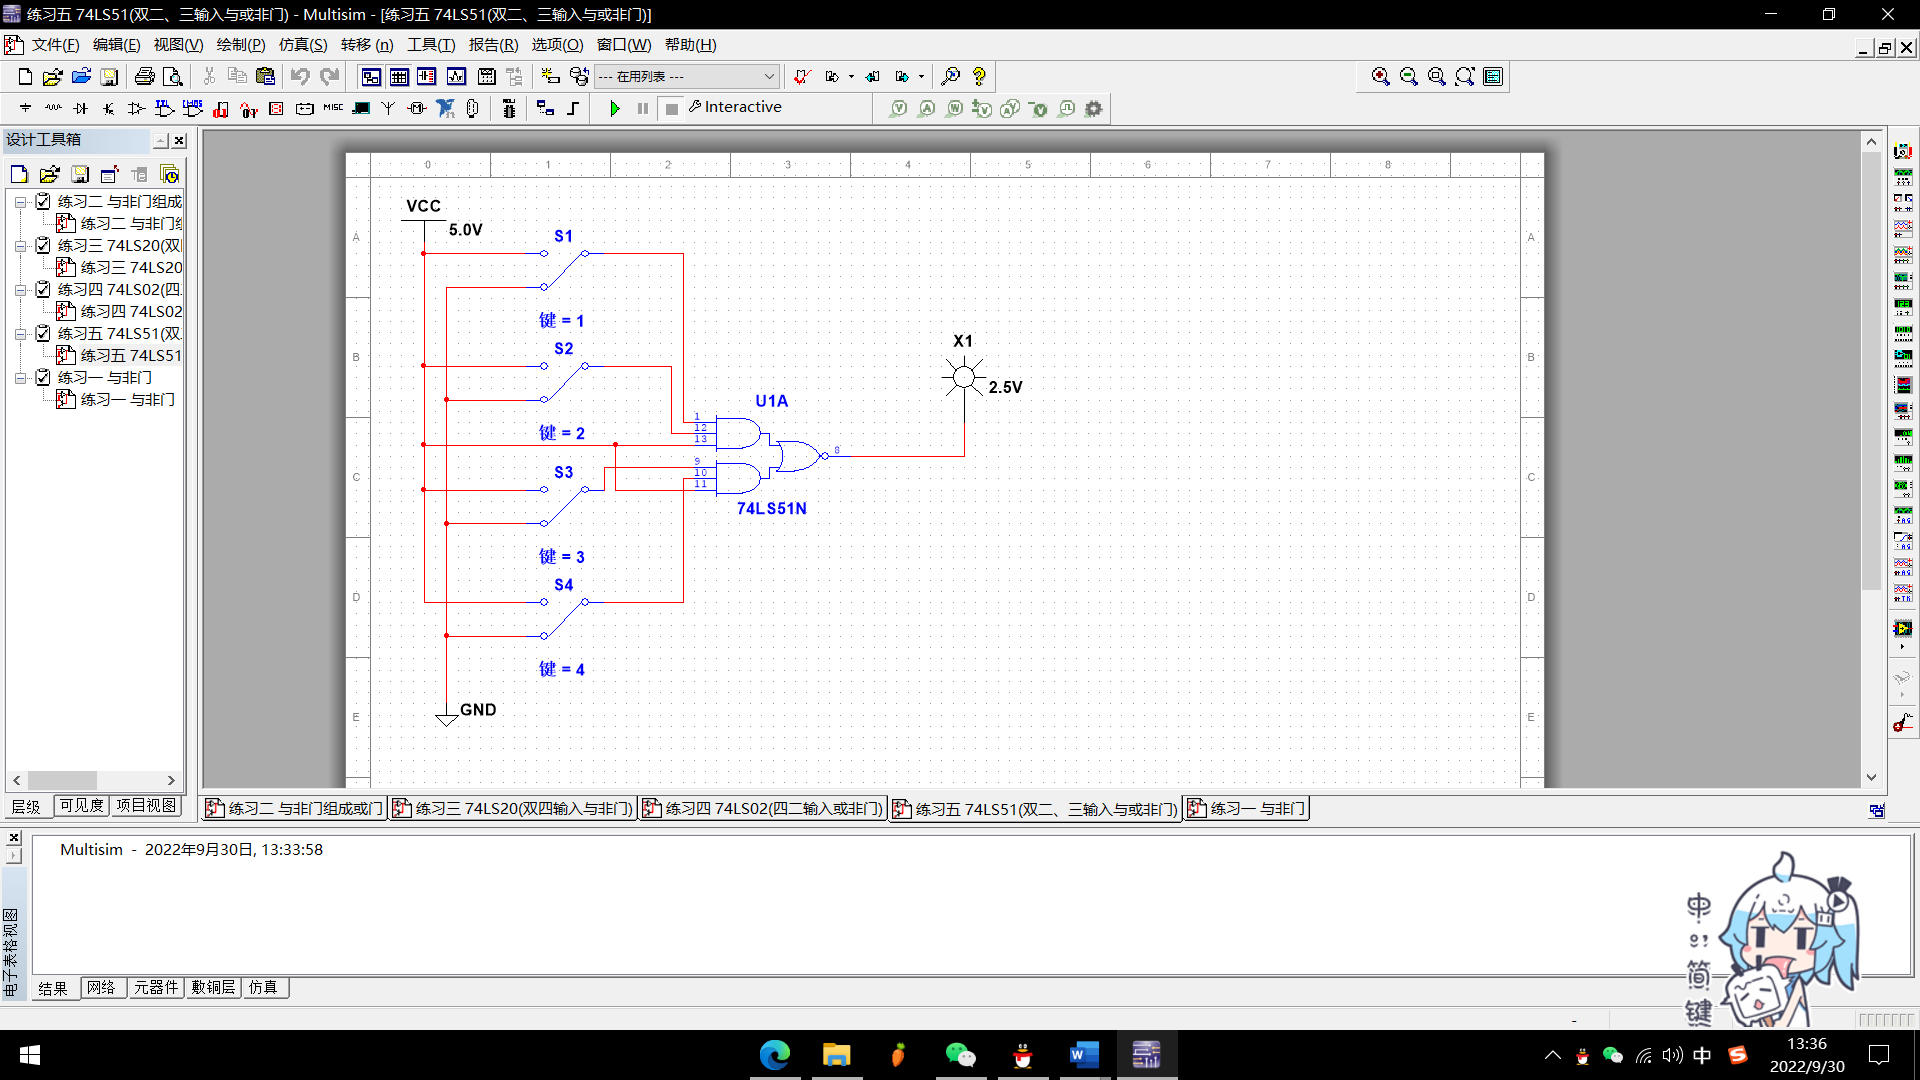 练习五 74LS51(双二、三输入与或非门) - Multisim - [练习五 74LS51(双二、三输入与或非门)]
文件(F) 编辑(E) 视图(V) 绘制(P) 仿真(S) 转移 (n) 工具(T) 报告(R) 选项(O) 窗口(W) 帮助(H)
--- 在用列表 ---
MISC
Interactive
设计工具箱
练习二 与非门组成
练习二 与非门组
练习三 74LS20(双
练习三 74LS20
练习四 74LS02(四
练习四 74LS02
练习五 74LS51(双
练习五 74LS51
练习一 与非门
练习一 与非门
层级 可见度 项目视图
0 1 2 3 4 5 6 7 8
A B C D E
A B C D E
VCC
5.0V
S1
键 = 1
S2
键 = 2
S3
键 = 3
S4
键 = 4
GND
U1A
1
12
13
9
10
11
8
74LS51N
X1
2.5V
练习二 与非门组成或门 练习三 74LS20(双四输入与非门) 练习四 74LS02(四二输入或非门) 练习五 74LS51(双二、三输入与或非门) 练习一 与非门
Multisim - 2022年9月30日, 13:33:58
电子表格视图
结果 网络 元器件 敷铜层 仿真
中
简
键
-
中
13:36
2022/9/30